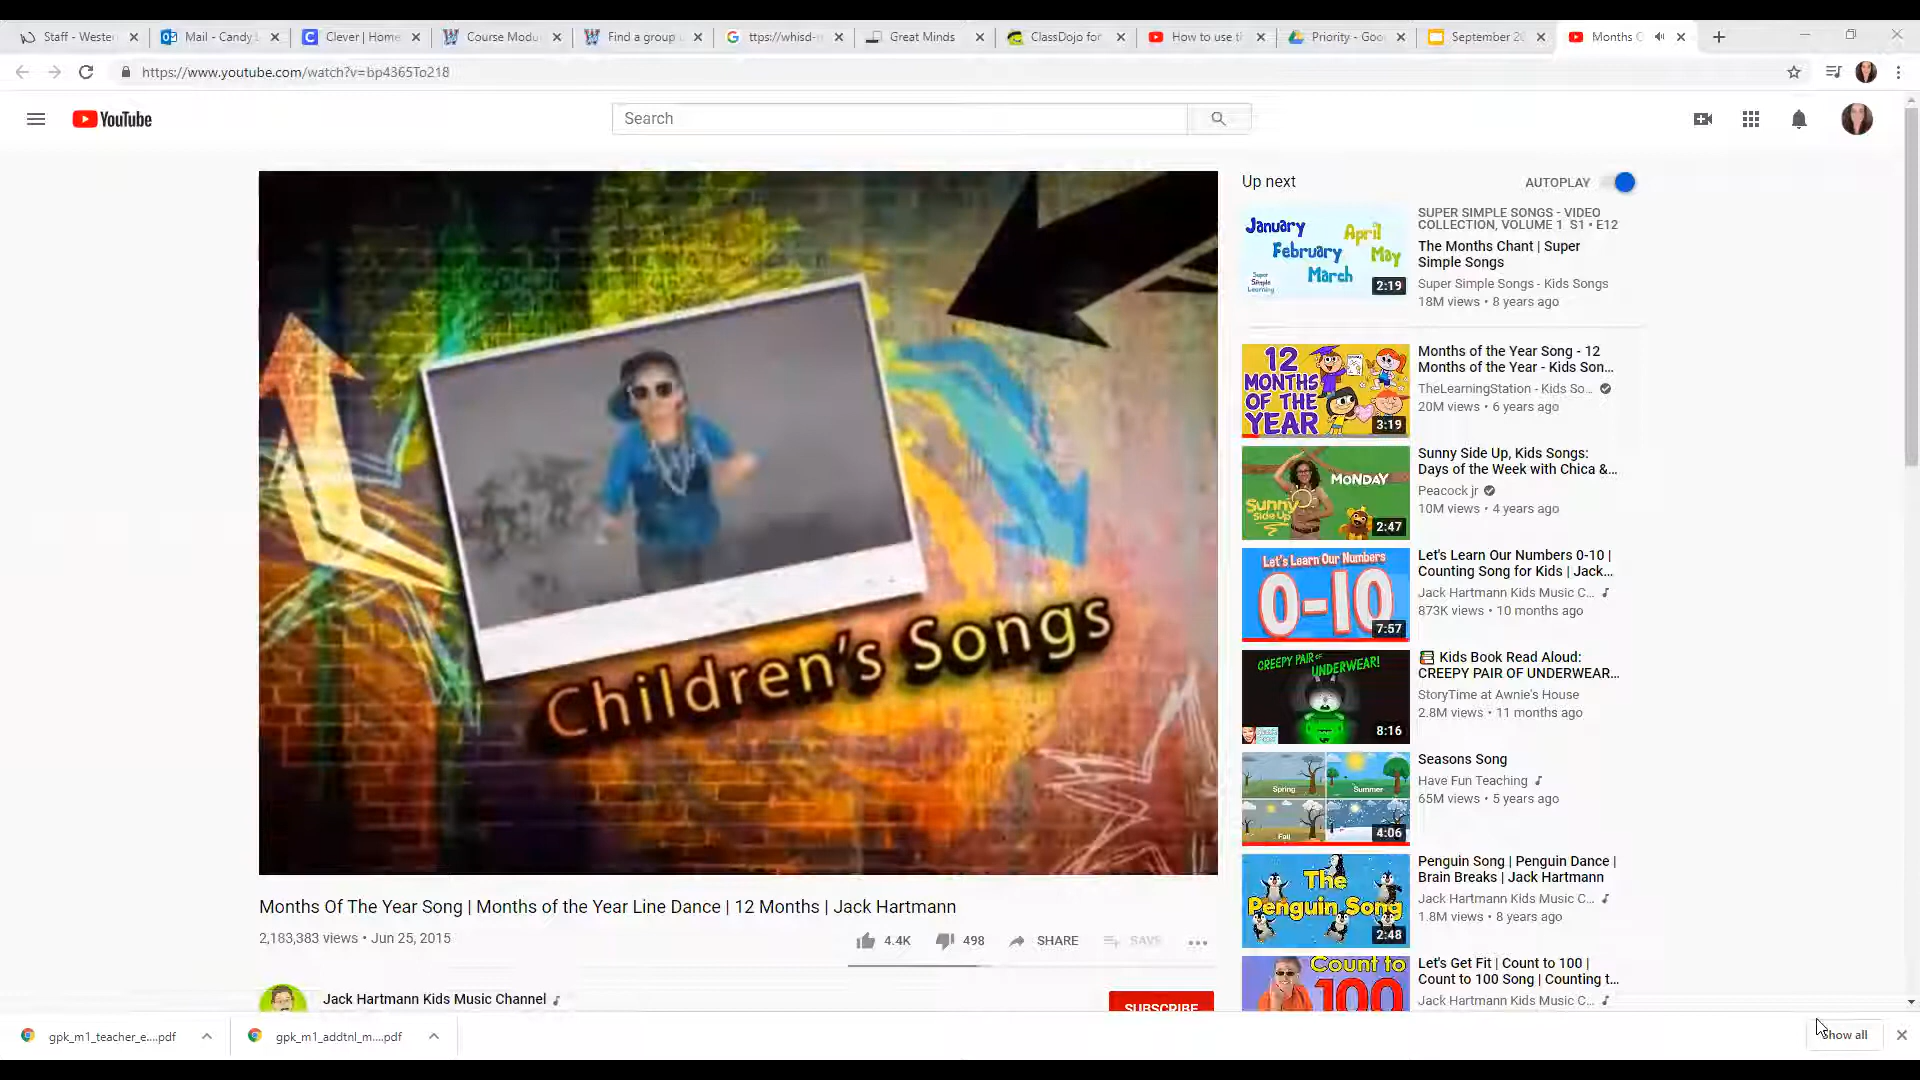 Staff - Weste
Mail - Candy
Clever | Home
Course Modu
Find a group
ttps://whisd-
Great Minds
ClassDojo for
How to use t
Priority - Goo
September 2
Months O
https://www.youtube.com/watch?v=bp4365To218
YouTube
Search
Children's Songs
Months Of The Year Song | Months of the Year Line Dance | 12 Months | Jack Hartmann
2,183,383 views • Jun 25, 2015
4.4K
498
SHARE
SAVE
Jack Hartmann Kids Music Channel
SUBSCRIBE
Up next
AUTOPLAY
January
February
March
April
May
Super
Simple
Learning
2:19
SUPER SIMPLE SONGS - VIDEO
COLLECTION, VOLUME 1 S1 • E12
The Months Chant | Super
Simple Songs
Super Simple Songs - Kids Songs
18M views • 8 years ago
12
MONTHS
OF THE
YEAR
3:19
Months of the Year Song - 12
Months of the Year - Kids Son...
TheLearningStation - Kids So...
20M views • 6 years ago
MONDAY
Sunny
Side Up
2:47
Sunny Side Up, Kids Songs:
Days of the Week with Chica &...
Peacock jr
10M views • 4 years ago
Let's Learn Our Numbers
0-10
7:57
Let's Learn Our Numbers 0-10 |
Counting Song for Kids | Jack...
Jack Hartmann Kids Music C...
873K views • 10 months ago
CREEPY PAIR OF UNDERWEAR!
8:16
Kids Book Read Aloud:
CREEPY PAIR OF UNDERWEAR...
StoryTime at Awnie's House
2.8M views • 11 months ago
Spring
Summer
Fall
4:06
Seasons Song
Have Fun Teaching
65M views • 5 years ago
The
Penguin Song
2:48
Penguin Song | Penguin Dance |
Brain Breaks | Jack Hartmann
Jack Hartmann Kids Music C...
1.8M views • 8 years ago
Count to
100
Let's Get Fit | Count to 100 |
Count to 100 Song | Counting t...
Jack Hartmann Kids Music C...
gpk_m1_teacher_e....pdf
gpk_m1_addtnl_m....pdf
Show all